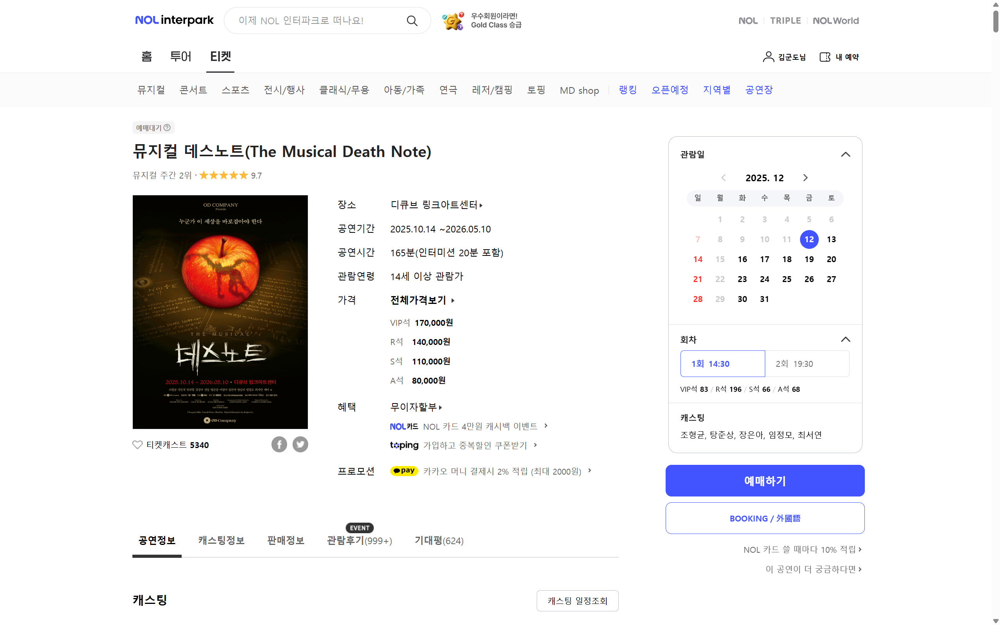 NOL interpark
이제 NOL 인터파크로 떠나요!
우수회원이라면!
Gold Class 승급
NOL
TRIPLE
NOL World
홈
투어
티켓
김군도님
내 예약
뮤지컬
콘서트
스포츠
전시/행사
클래식/무용
아동/가족
연극
레저/캠핑
토핑
MD shop
랭킹
오픈예정
지역별
공연장
예매대기
뮤지컬 데스노트(The Musical Death Note)
뮤지컬 주간 2위 · 9.7
OD COMPANY
Presents
누군가 이 세상을 바로잡아야 한다
THE MUSICAL
데스노트
2025.10.14 ~ 2026.05.10 • 디큐브 링크아트센터
OD Company
티켓캐스트 5340
장소
디큐브 링크아트센터
공연기간
2025.10.14 ~2026.05.10
공연시간
165분(인터미션 20분 포함)
관람연령
14세 이상 관람가
가격
전체가격보기
VIP석 170,000원
R석 140,000원
S석 110,000원
A석 80,000원
혜택
무이자할부
NOL카드 NOL 카드 4만원 캐시백 이벤트
toping 가입하고 중복할인 쿠폰받기
프로모션
pay 카카오 머니 결제시 2% 적립 (최대 2000원)
관람일
2025. 12
일 월 화 수 목 금 토
1 2 3 4 5 6
7 8 9 10 11 12 13
14 15 16 17 18 19 20
21 22 23 24 25 26 27
28 29 30 31
회차
1회 14:30
2회 19:30
VIP석 83 / R석 196 / S석 66 / A석 68
캐스팅
조형균, 탕준상, 장은아, 임정모, 최서연
예매하기
BOOKING / 外國語
NOL 카드 쓸 때마다 10% 적립
이 공연이 더 궁금하다면
EVENT
공연정보
캐스팅정보
판매정보
관람후기(999+)
기대평(624)
캐스팅
캐스팅 일정조회